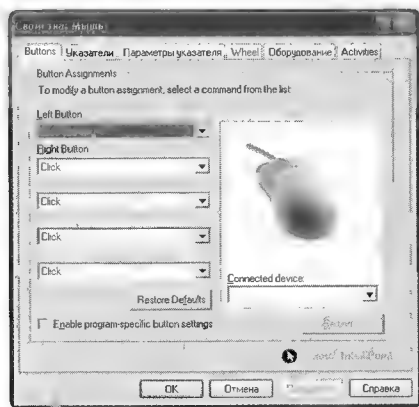 Мышь
Buttons Указатели Параметры указателя Wheel Оборудование Activities
Button Assignments
To modify a button assignment, select a command from the list
Left Button
Right Button
Click
Click
Click
Click
Connected device:
Restore Defaults
Enable program-specific button settings
OK Отмена Справка